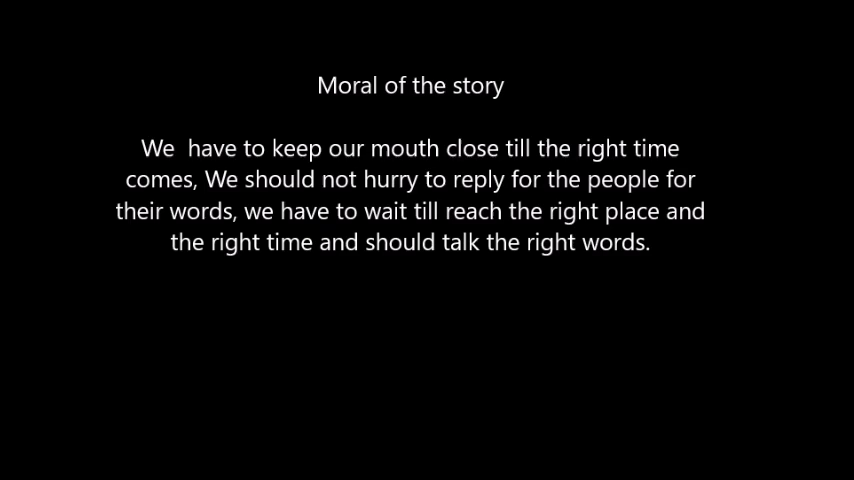 Moral of the story
We have to keep our mouth close till the right time
comes, We should not hurry to reply for the people for
their words, we have to wait till reach the right place and
the right time and should talk the right words.